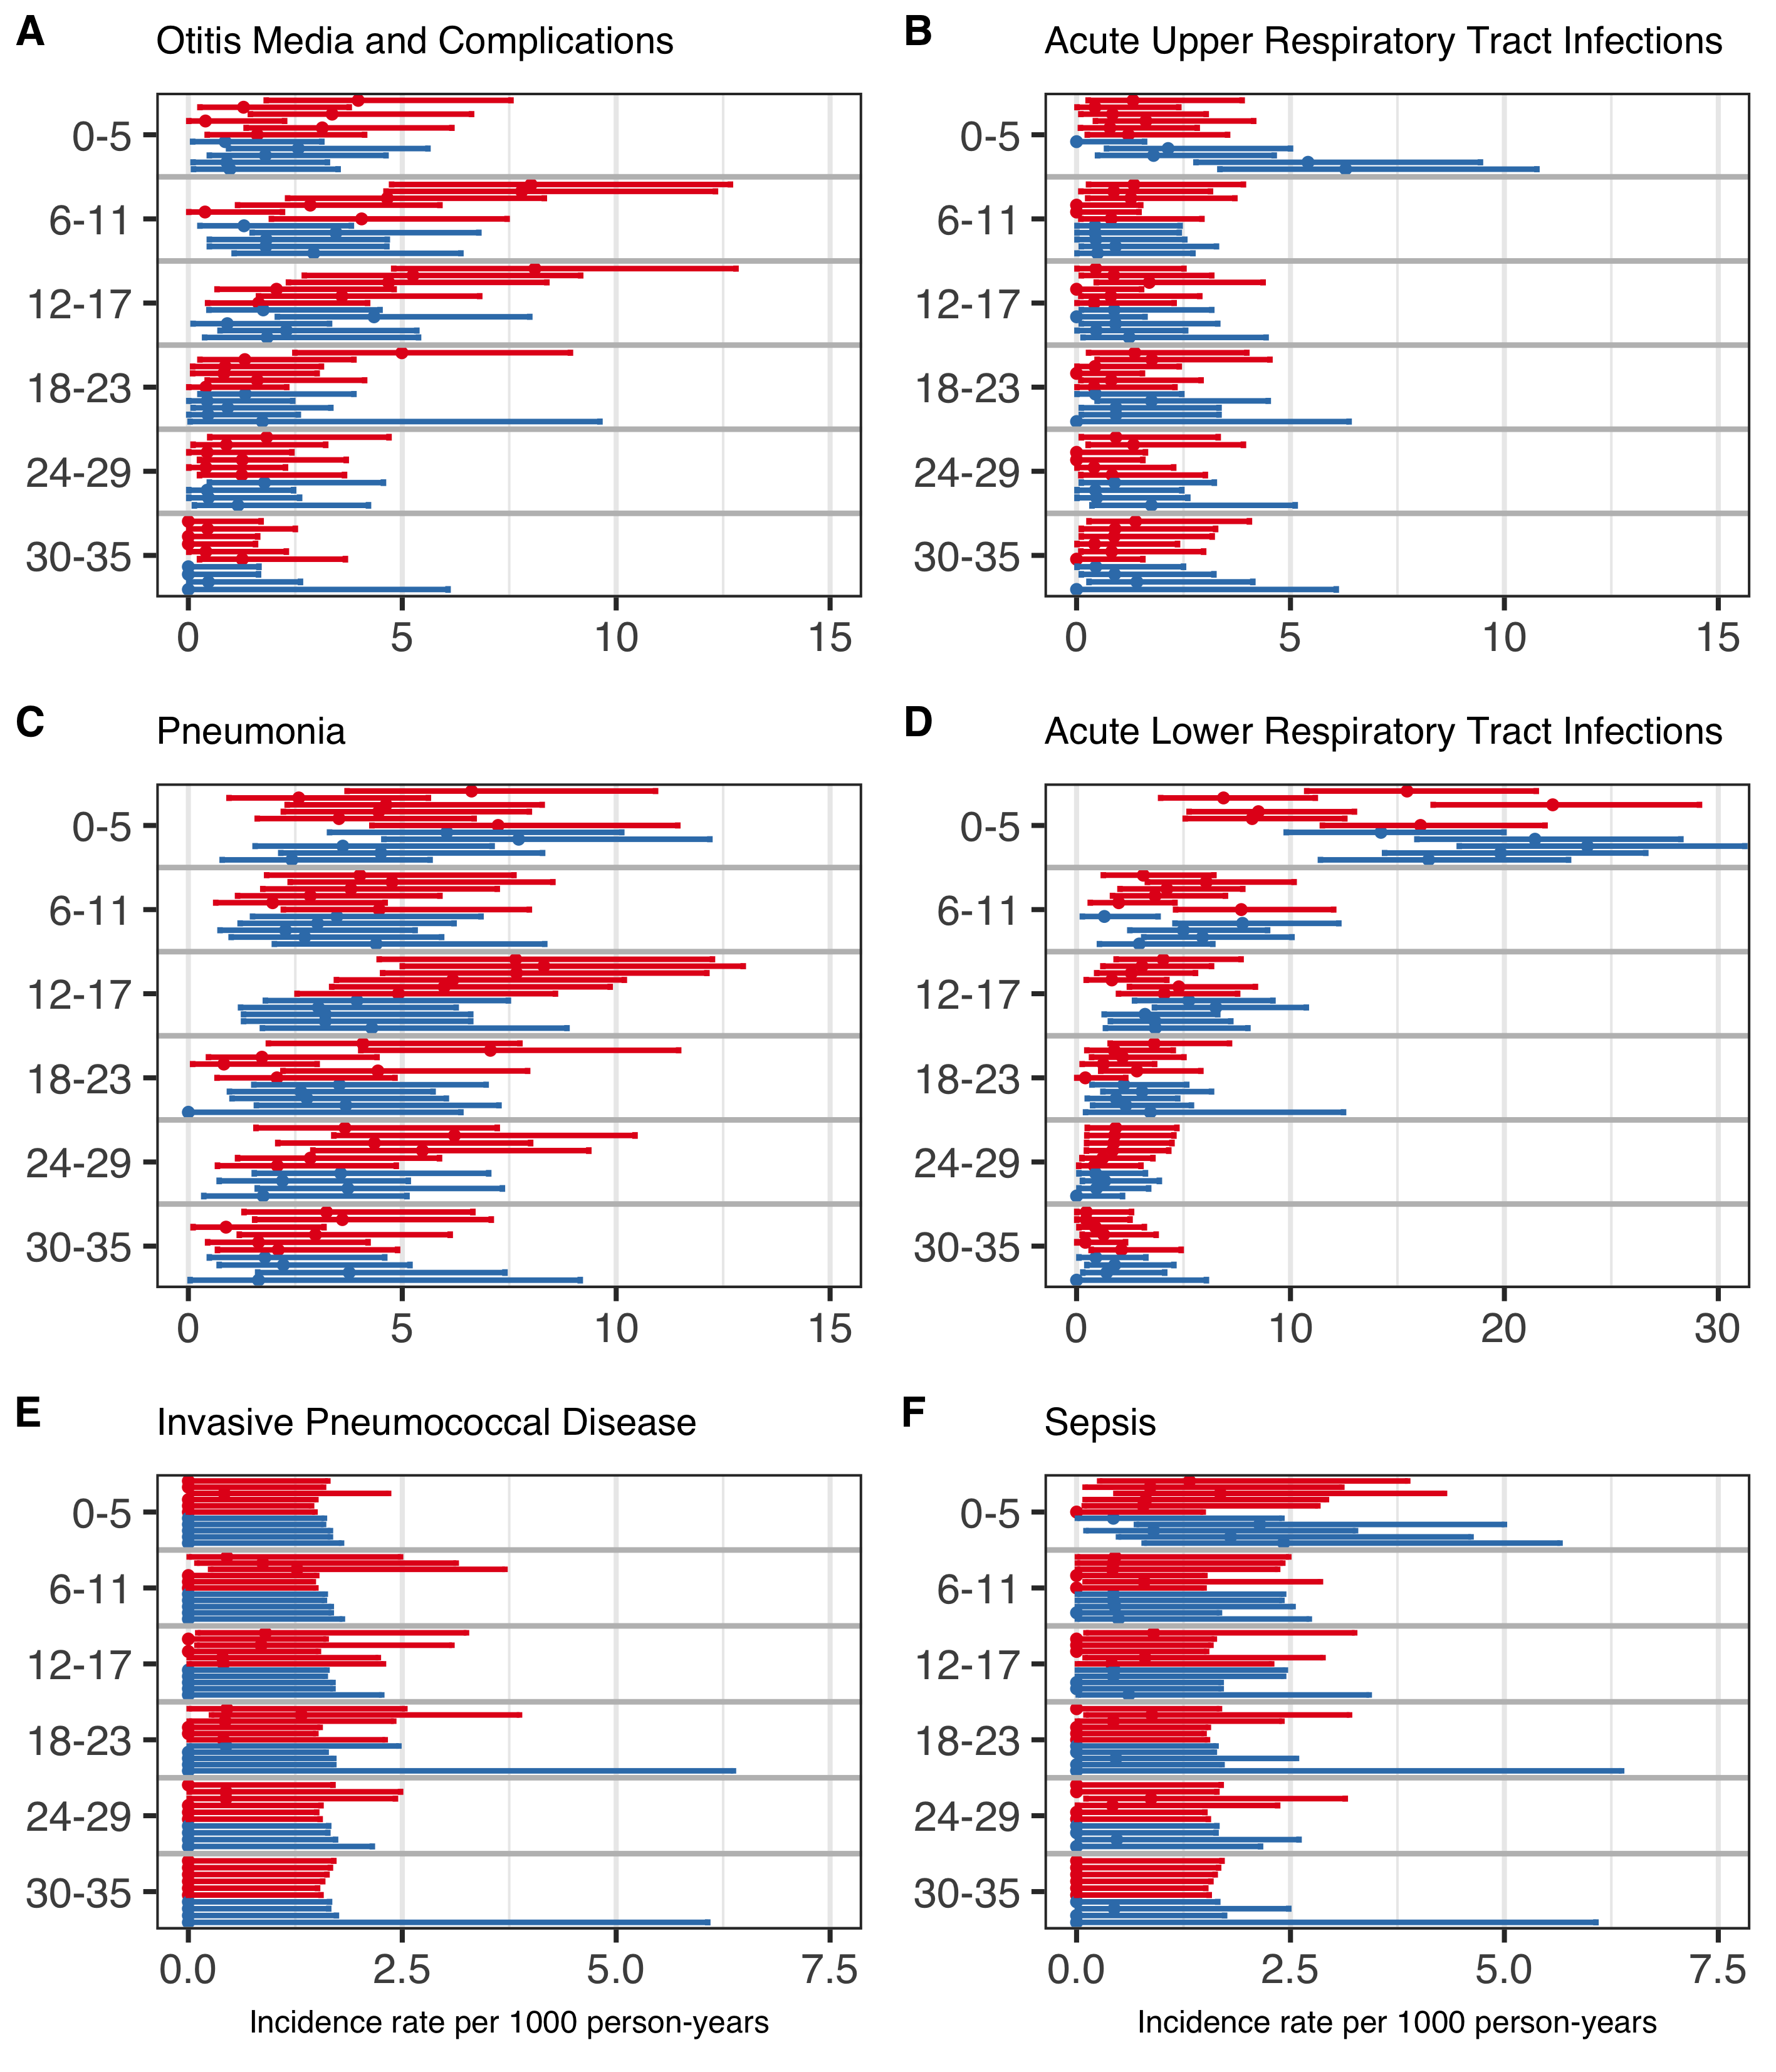 A Otitis Media and Complications
0-5
6-11
12-17
18-23
24-29
30-35
0 5 10 15
B Acute Upper Respiratory Tract Infections
0-5
6-11
12-17
18-23
24-29
30-35
0 5 10 15
C Pneumonia
0-5
6-11
12-17
18-23
24-29
30-35
0 5 10 15
D Acute Lower Respiratory Tract Infections
0-5
6-11
12-17
18-23
24-29
30-35
0 10 20 30
E Invasive Pneumococcal Disease
0-5
6-11
12-17
18-23
24-29
30-35
0.0 2.5 5.0 7.5
Incidence rate per 1000 person-years
F Sepsis
0-5
6-11
12-17
18-23
24-29
30-35
0.0 2.5 5.0 7.5
Incidence rate per 1000 person-years